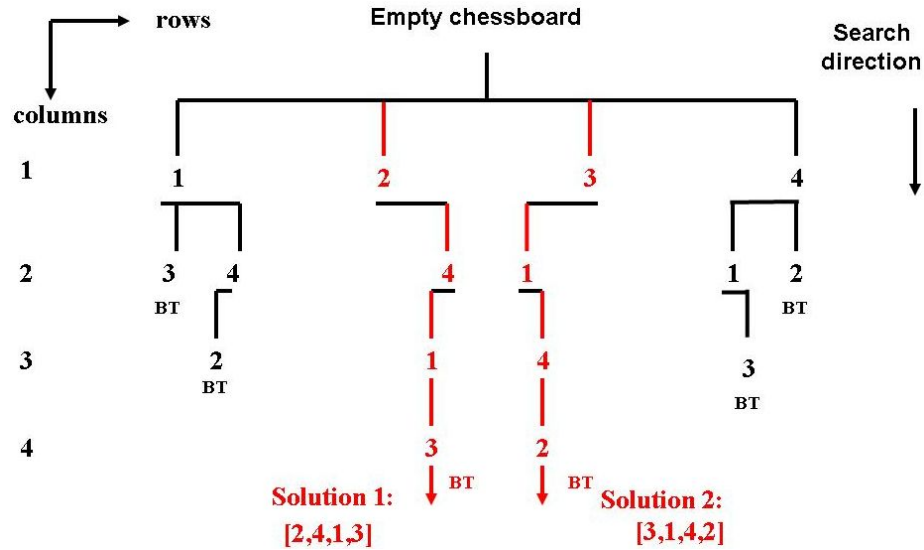 rows
Empty chessboard
Search
direction
columns
1
1
2
3
4
2
3
4
4
1
1
2
BT
BT
3
2
1
4
3
BT
BT
4
3
2
BT
BT
Solution 1:
[2,4,1,3]
Solution 2:
[3,1,4,2]